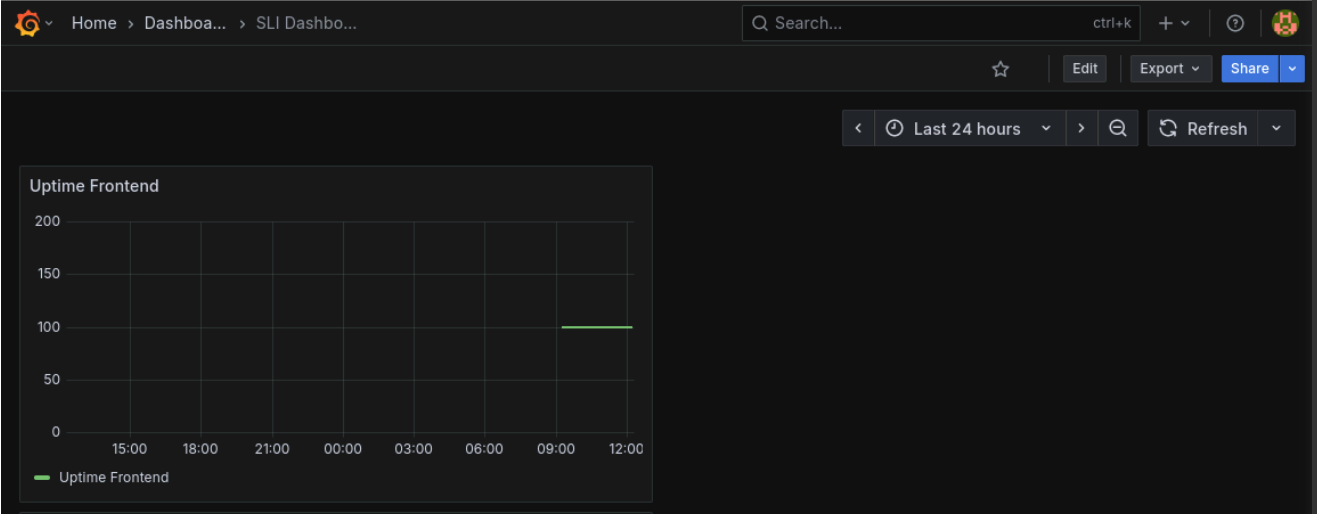 Home › Dashboa... › SLI Dashbo...
Search... ctrl+k
Edit Export Share
Last 24 hours Refresh
Uptime Frontend
200
150
100
50
0
15:00 18:00 21:00 00:00 03:00 06:00 09:00 12:00
Uptime Frontend